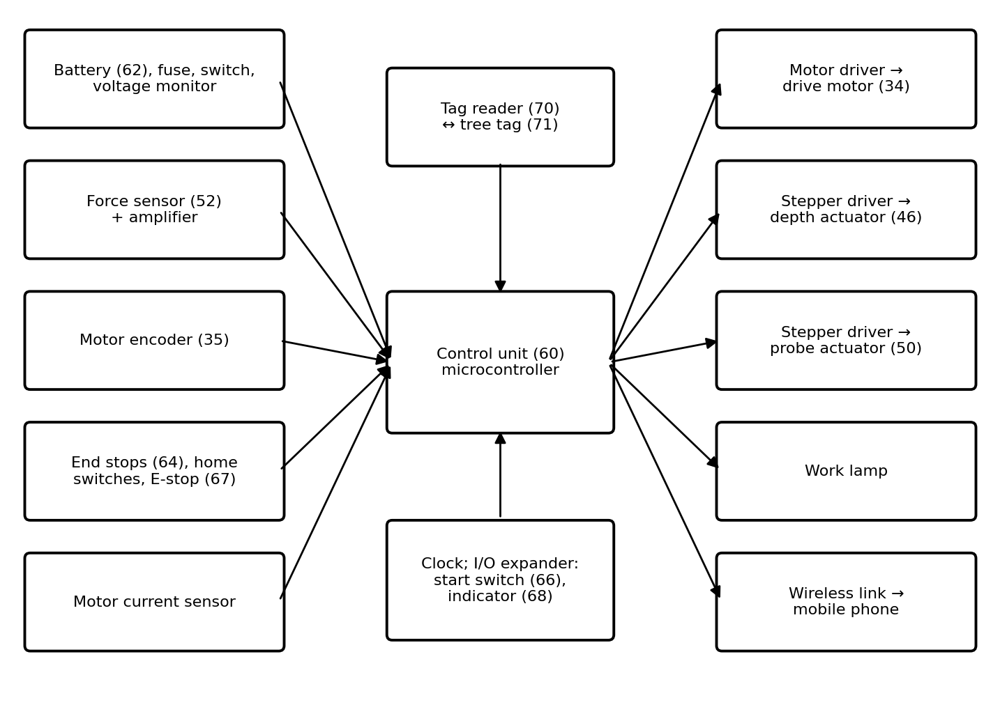 Battery (62), fuse, switch,
voltage monitor
Force sensor (52)
+ amplifier
Motor encoder (35)
End stops (64), home
switches, E-stop (67)
Motor current sensor
Tag reader (70)
↔ tree tag (71)
Control unit (60)
microcontroller
Clock; I/O expander:
start switch (66),
indicator (68)
Motor driver →
drive motor (34)
Stepper driver →
depth actuator (46)
Stepper driver →
probe actuator (50)
Work lamp
Wireless link →
mobile phone